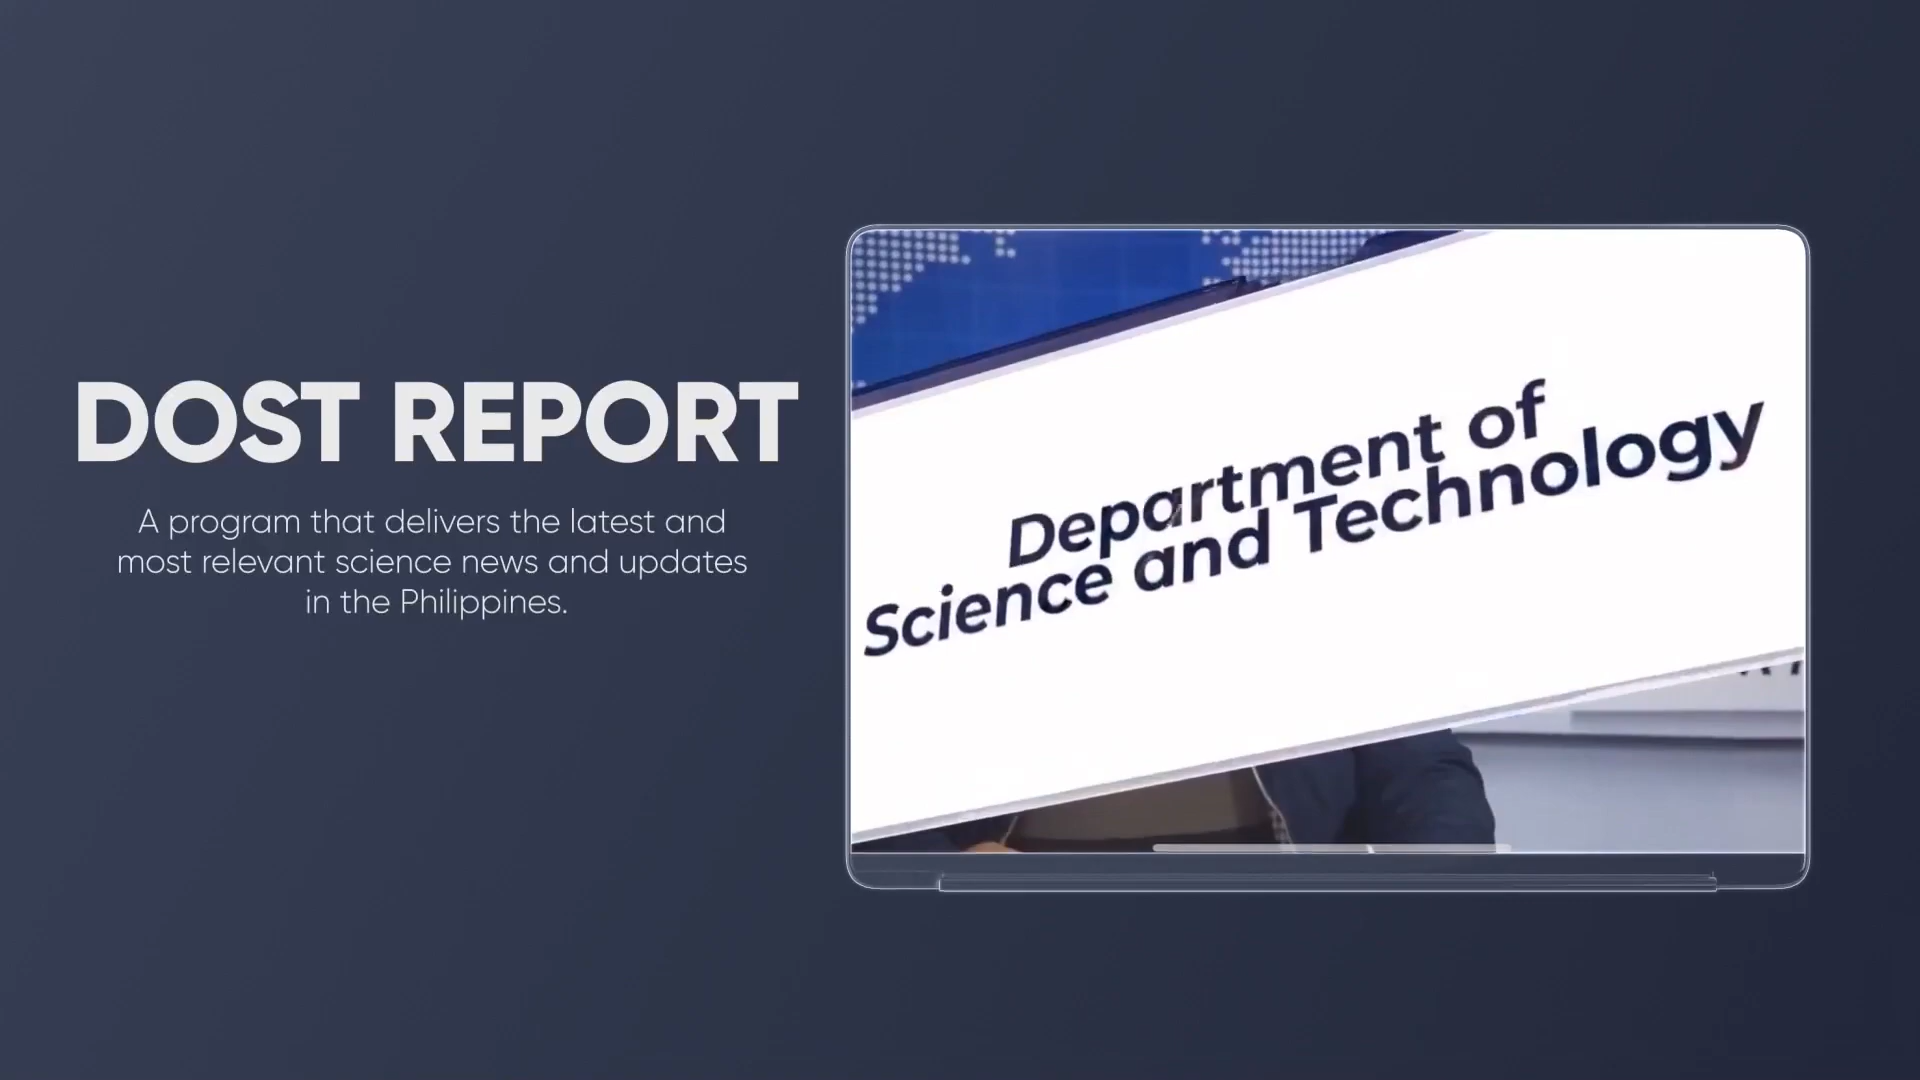 DOST REPORT
A program that delivers the latest and
most relevant science news and updates
in the Philippines.
Department of
Science and Technology